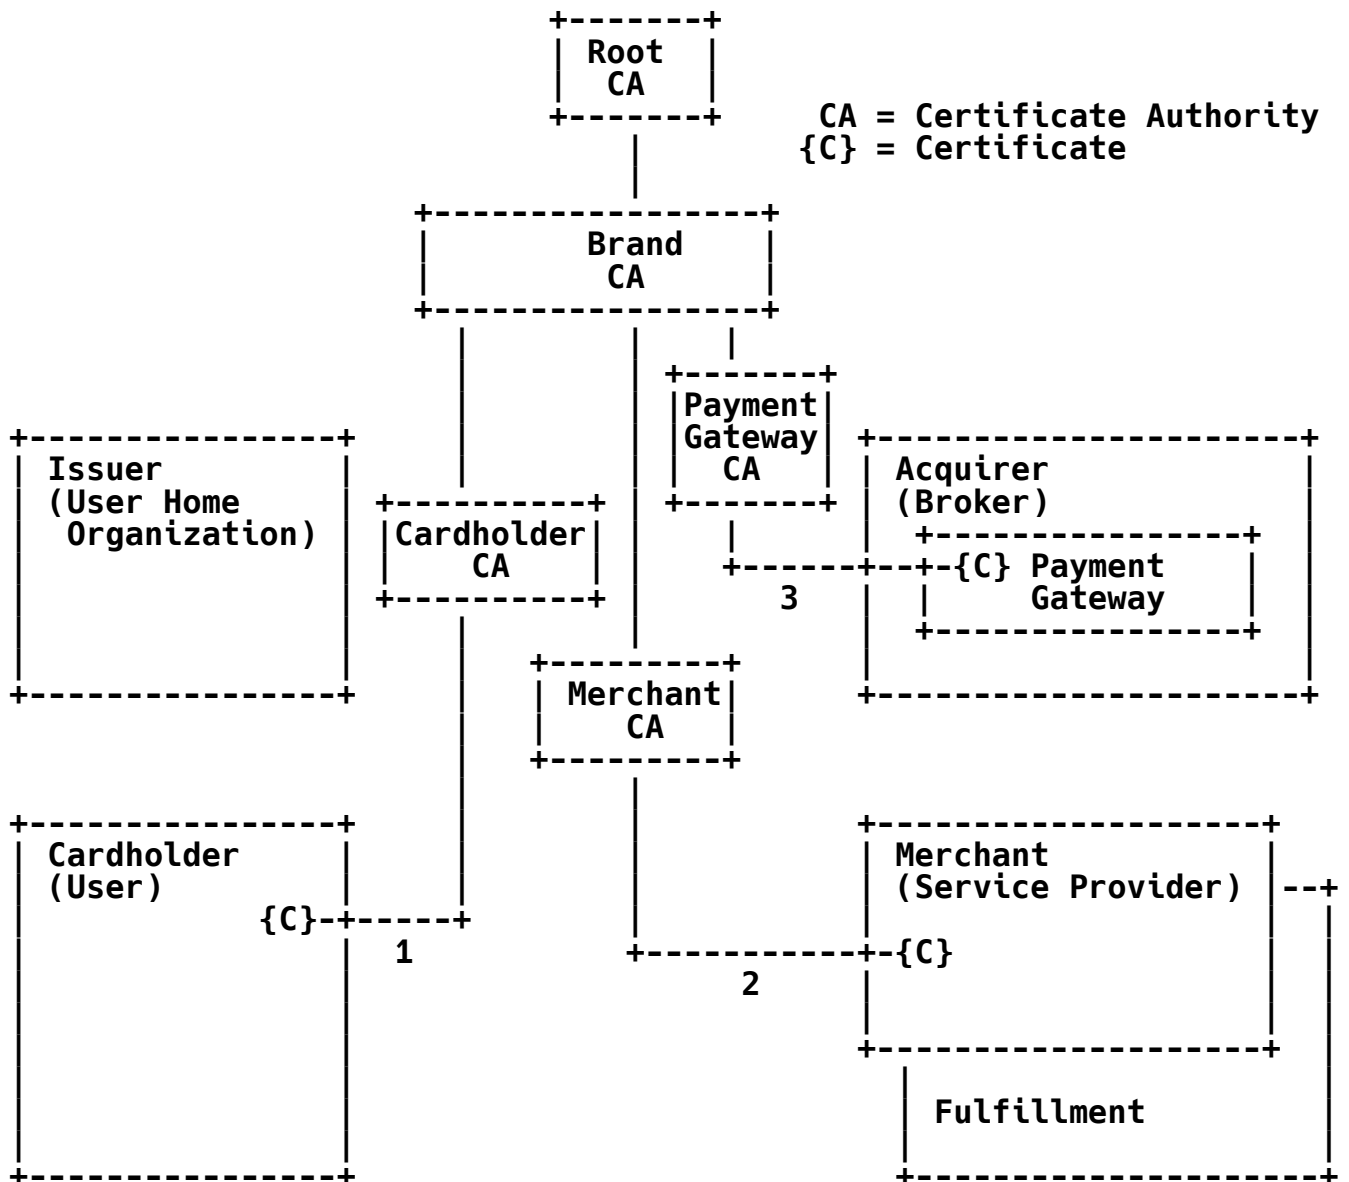 Root
CA
CA = Certificate Authority
{C} = Certificate
Brand
CA
Payment
Gateway
CA
Issuer
(User Home
Organization)
Cardholder
CA
Acquirer
(Broker)
{C} Payment
Gateway
3
Merchant
CA
Cardholder
(User)
{C}
1
Merchant
(Service Provider)
{C}
2
Fulfillment